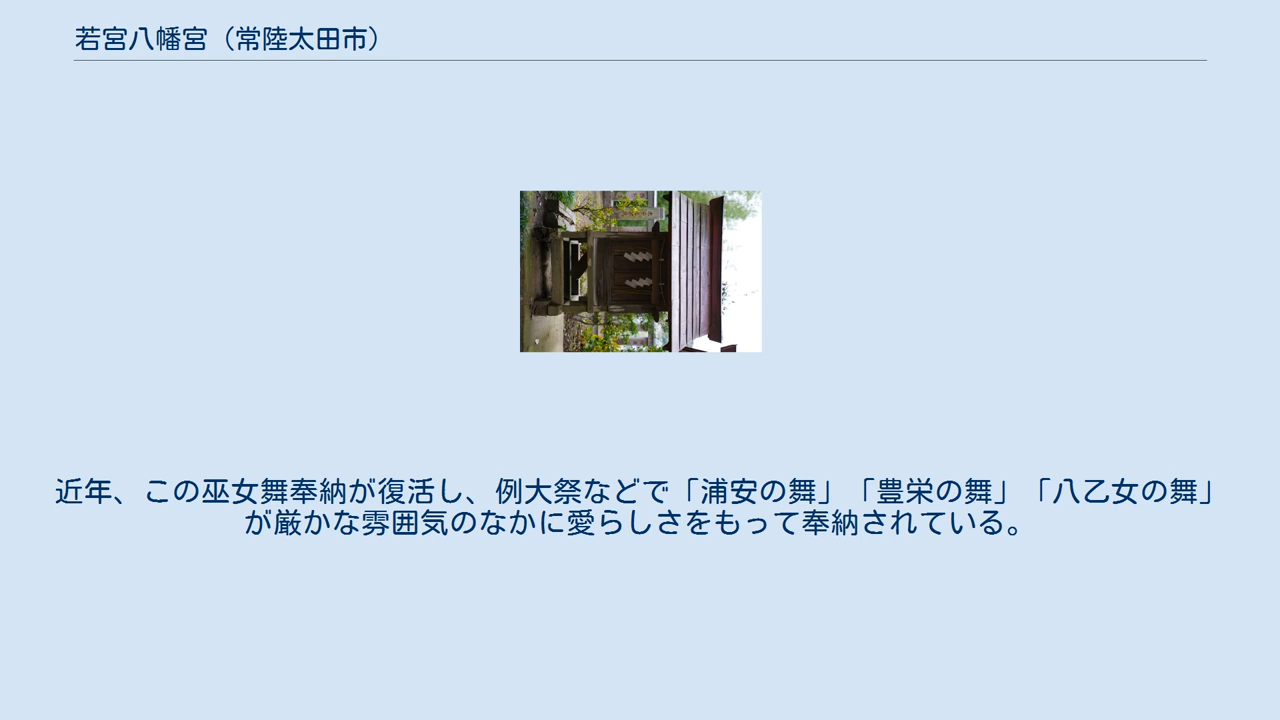 若宮八幡宮（常陸太田市）
近年、この巫女舞奉納が復活し、例大祭などで「浦安の舞」「豊栄の舞」「八乙女の舞」
が厳かな雰囲気のなかに愛らしさをもって奉納されている。